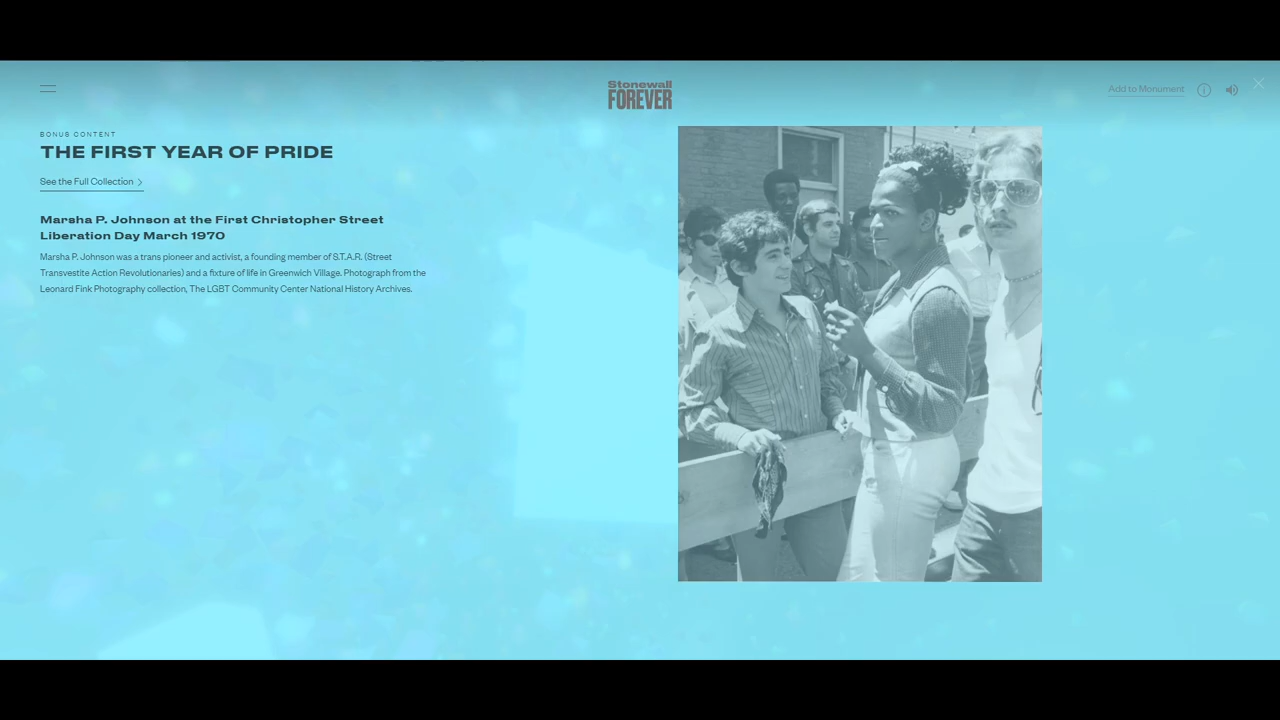 Stonewall
FOREVER
Add to Monument
BONUS CONTENT
THE FIRST YEAR OF PRIDE
See the Full Collection
Marsha P. Johnson at the First Christopher Street
Liberation Day March 1970
Marsha P. Johnson was a trans pioneer and activist, a founding member of S.T.A.R. (Street
Transvestite Action Revolutionaries) and a fixture of life in Greenwich Village. Photograph from the
Leonard Fink Photography collection, The LGBT Community Center National History Archives.